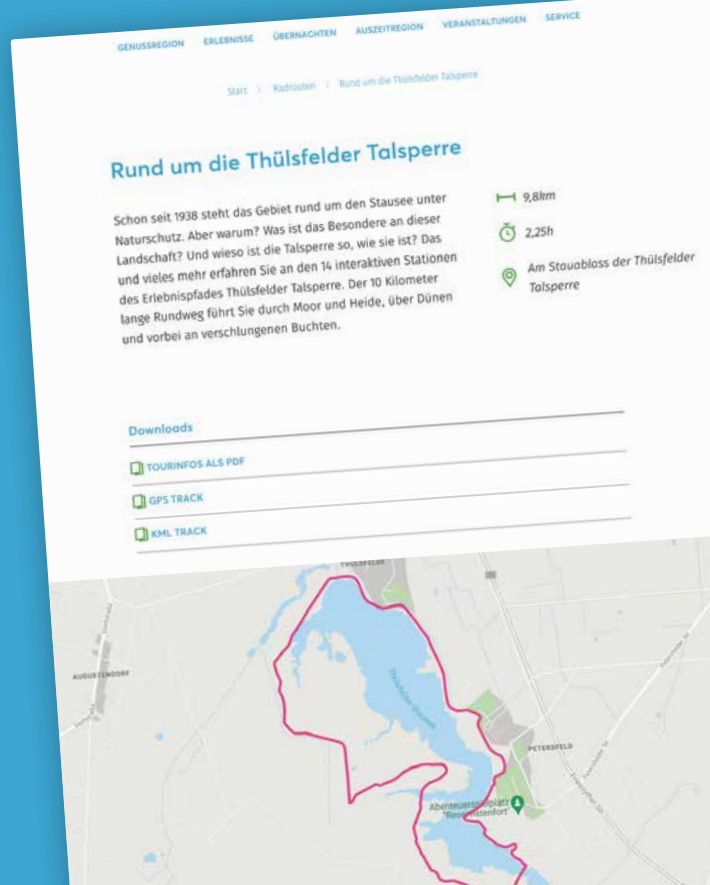 GENUSSREGION ERLEBNISSE ÜBERNACHTEN AUSZEITREGION VERANSTALTUNGEN SERVICE
Start > Radrouten > Rund um die Thülsfelder Talsperre
Rund um die Thülsfelder Talsperre
Schon seit 1938 steht das Gebiet rund um den Stausee unter
Naturschutz. Aber warum? Was ist das Besondere an dieser
Landschaft? Und wieso ist die Talsperre so, wie sie ist? Das
und vieles mehr erfahren Sie an den 14 interaktiven Stationen
des Erlebnispfades Thülsfelder Talsperre. Der 10 Kilometer
lange Rundweg führt Sie durch Moor und Heide, über Dünen
und vorbei an verschlungenen Buchten.
9,8km
2,25h
Am Stauablass der Thülsfelder
Talsperre
Downloads
TOURINFOS ALS PDF
GPS TRACK
KML TRACK
THÜLSFELDE
AUGUSTENDORF
PETERSFELD
Abenteuerspielplatz
"Reservistenfort"